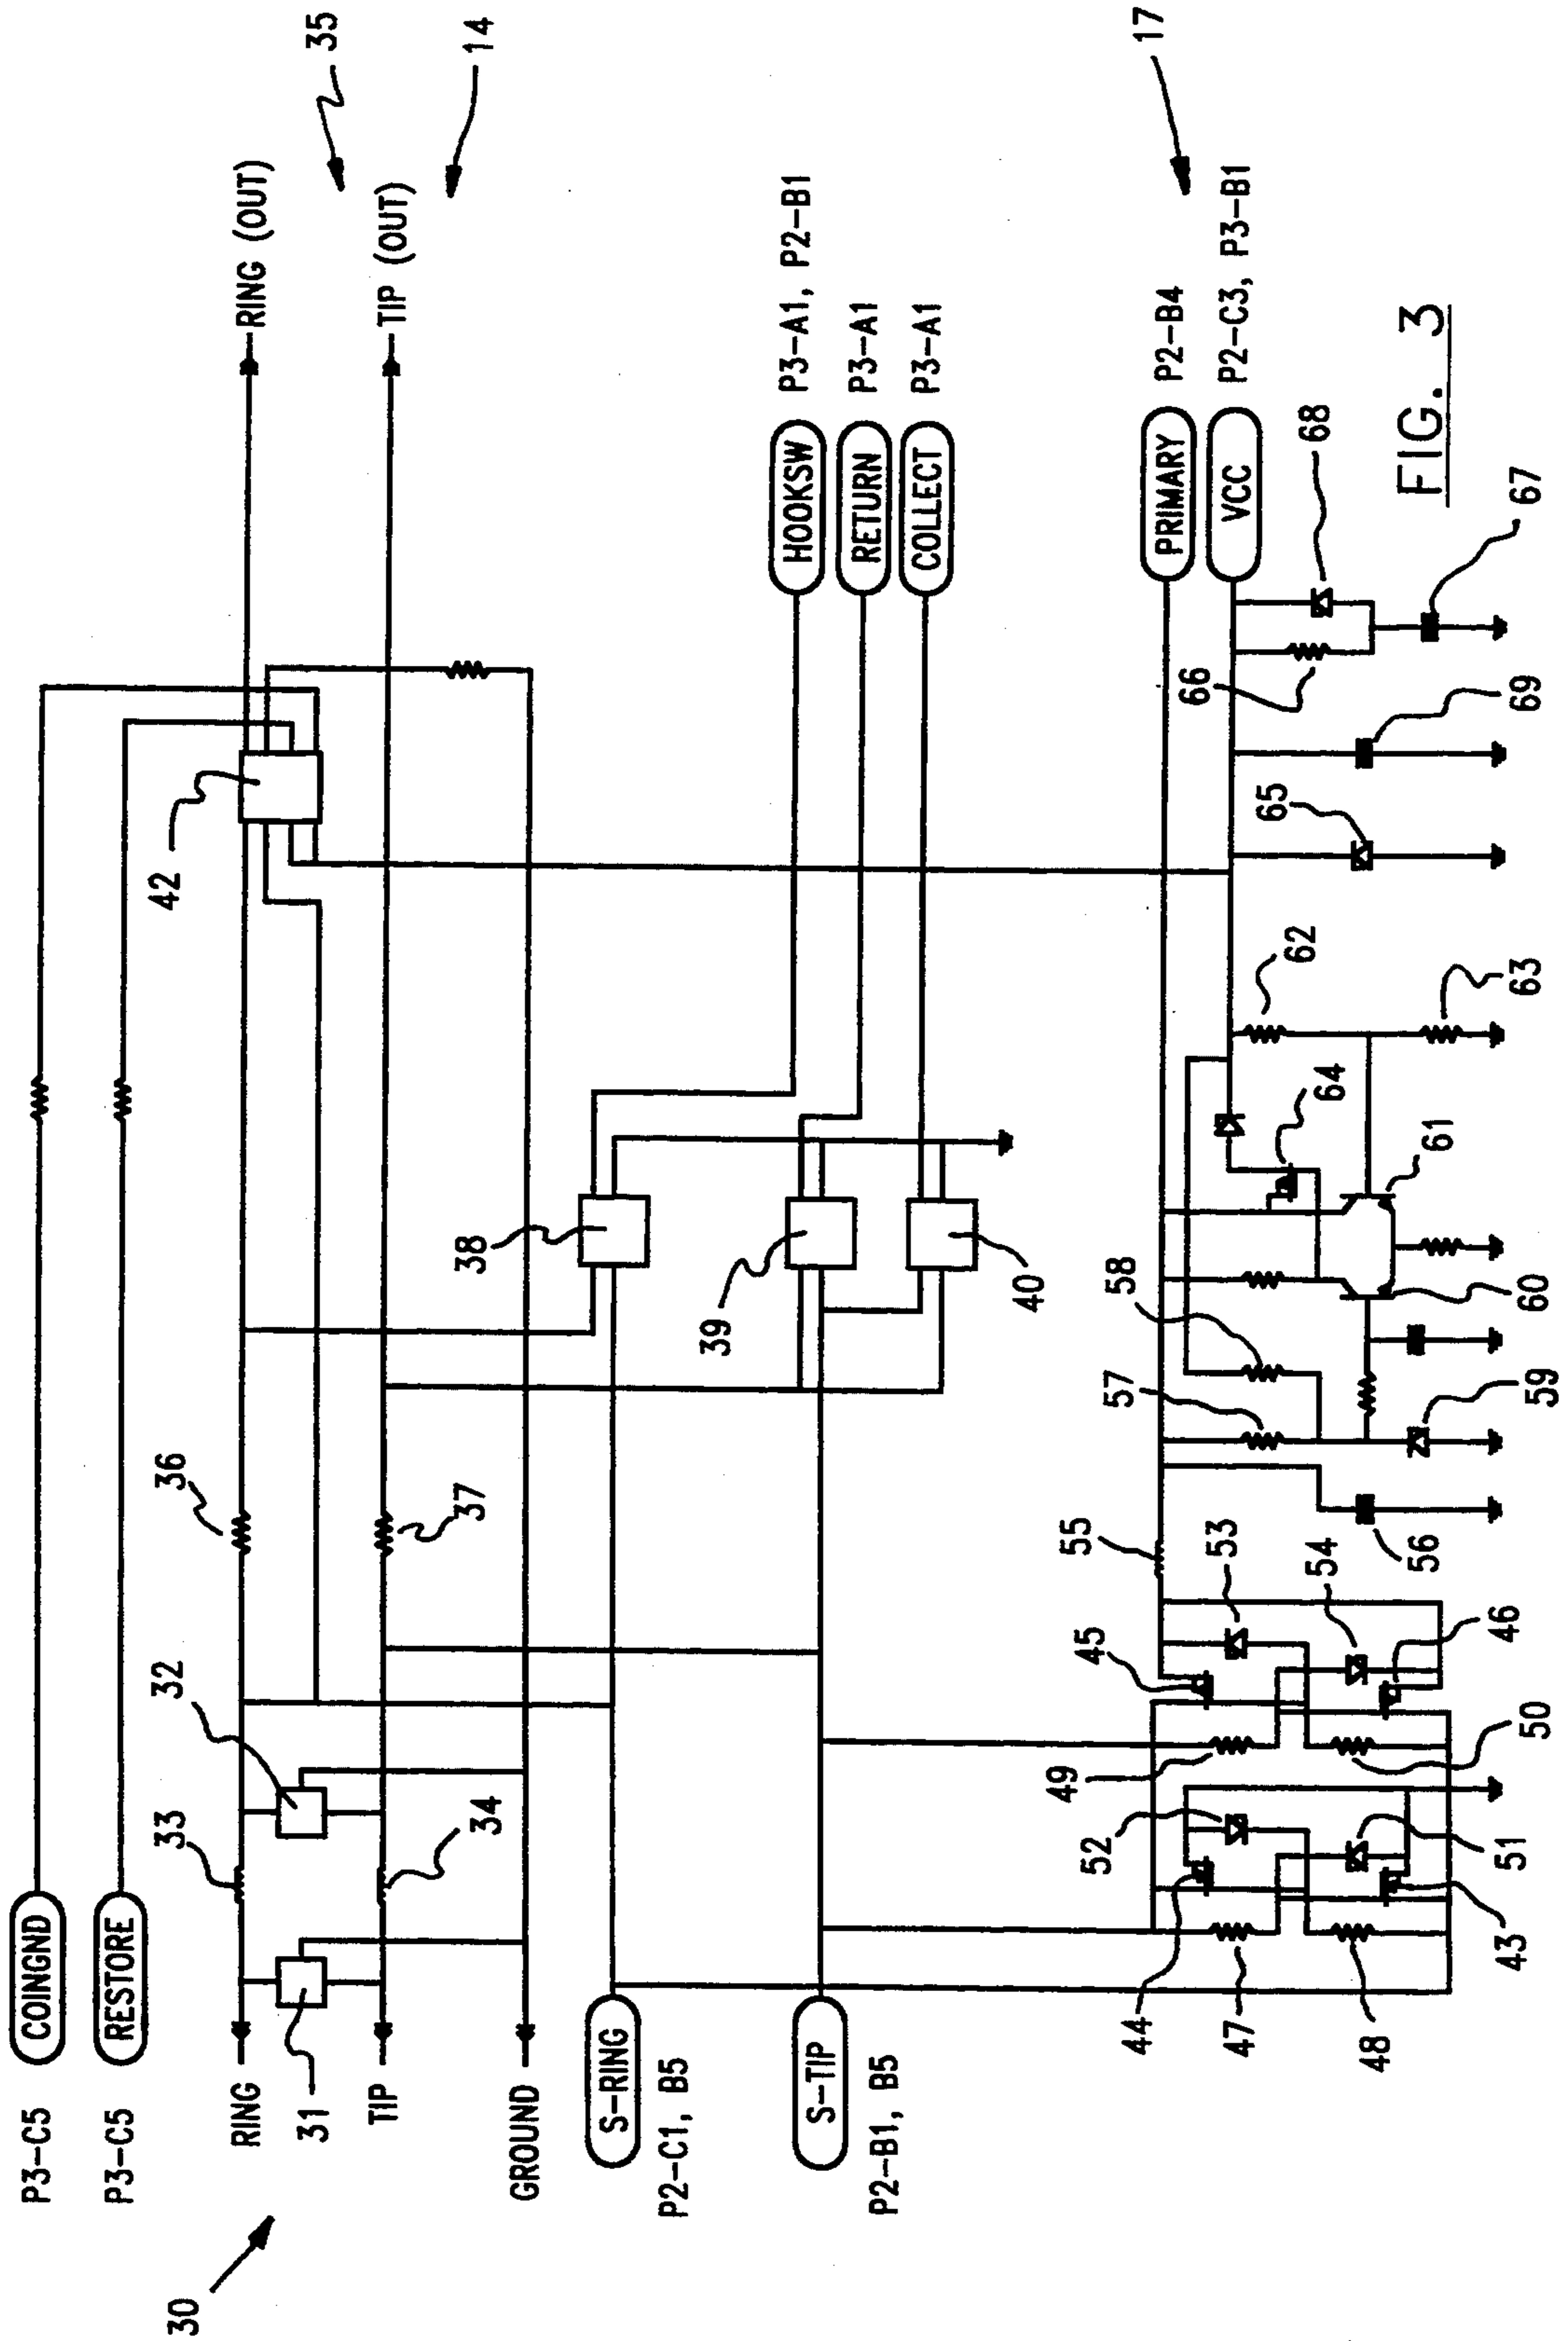 P3-C5 COINGND
P3-C5 RESTORE
30
RING
31
TIP
GROUND
33
34
32
36
37
42
RING (OUT)
TIP (OUT)
35
14
S-RING
P2-C1, B5
S-TIP
P2-B1, B5
38
39
40
HOOKSW P3-A1, P2-B1
RETURN P3-A1
COLLECT P3-A1
17
PRIMARY P2-B4
VCC P2-C3, P3-B1
44
47
48
43
52
51
49
50
45
46
53
54
55
56
57
58
59
60
61
64
62
63
65
69
66
68
67
FIG. 3